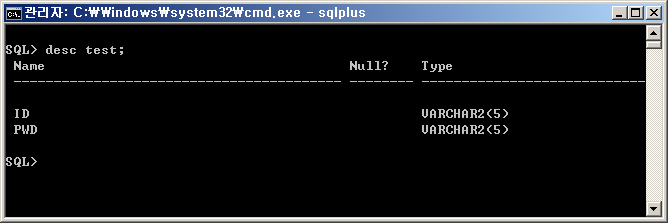 관리자: C:₩Windows₩system32₩cmd.exe - sqlplus
SQL> desc test;
Name Null? Type
----------------------------------------- -------- ----------------------------
ID VARCHAR2(5)
PWD VARCHAR2(5)
SQL>